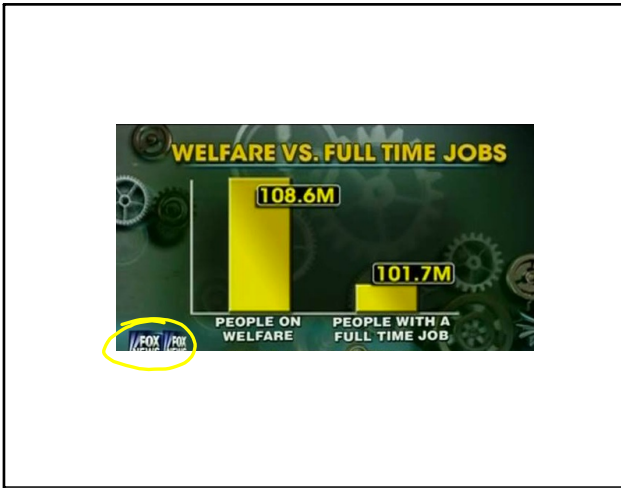 WELFARE VS. FULL TIME JOBS
108.6M
101.7M
PEOPLE ON
WELFARE
PEOPLE WITH A
FULL TIME JOB
FOX
NEWS
FOX
NEWS